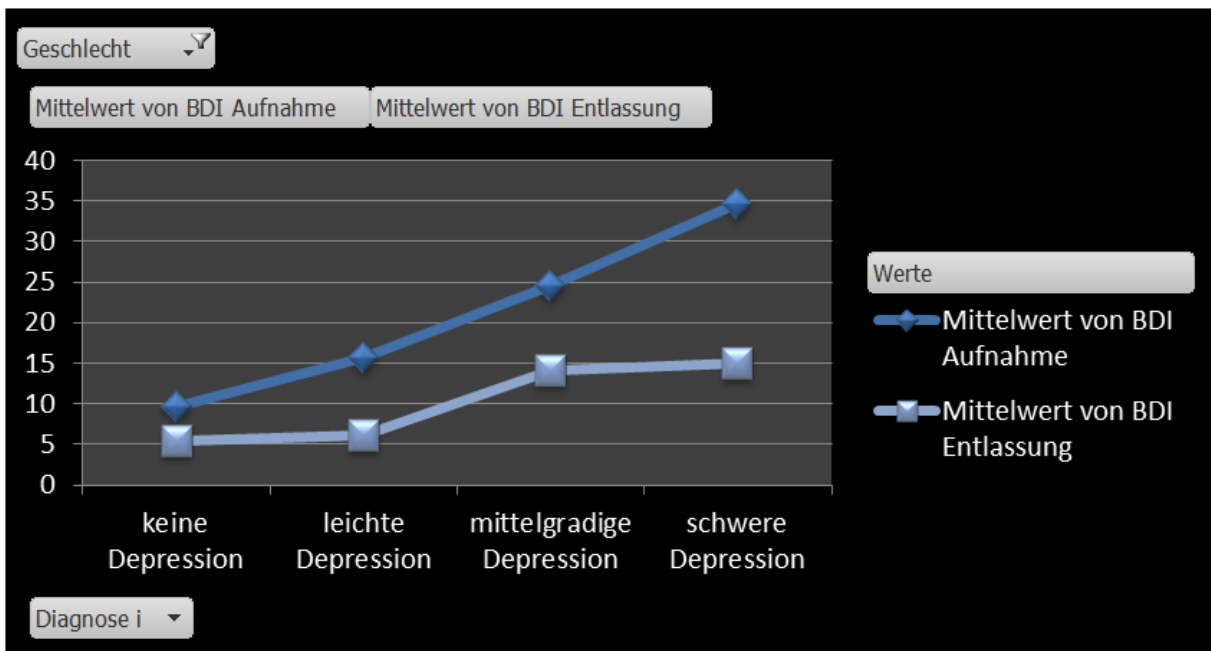 Geschlecht
Mittelwert von BDI Aufnahme
Mittelwert von BDI Entlassung
40
35
30
25
20
15
10
5
0
keine
Depression
leichte
Depression
mittelgradige
Depression
schwere
Depression
Werte
Mittelwert von BDI
Aufnahme
Mittelwert von BDI
Entlassung
Diagnose i